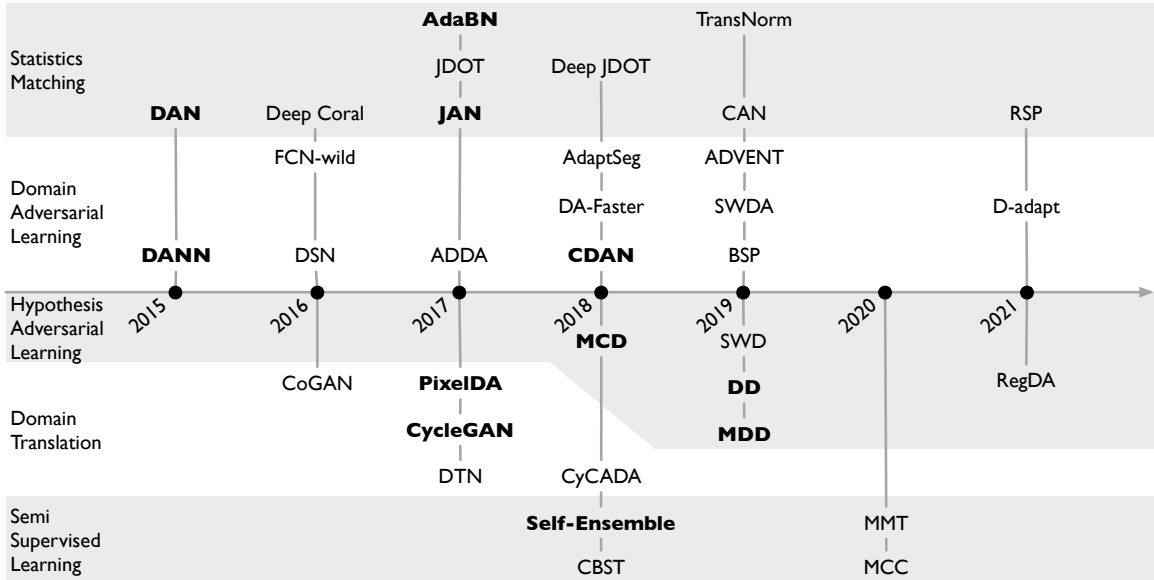 AdaBN
TransNorm
Statistics
Matching
JDOT
Deep JDOT
DAN
Deep Coral
JAN
CAN
RSP
FCN-wild
AdaptSeg
ADVENT
Domain
Adversarial
Learning
DA-Faster
SWDA
D-adapt
DANN
DSN
ADDA
CDAN
BSP
2015
2016
2017
2018
2019
2020
2021
Hypothesis
Adversarial
Learning
MCD
SWD
CoGAN
PixelDA
DD
RegDA
Domain
Translation
CycleGAN
MDD
DTN
CyCADA
Semi
Supervised
Learning
Self-Ensemble
MMT
CBST
MCC